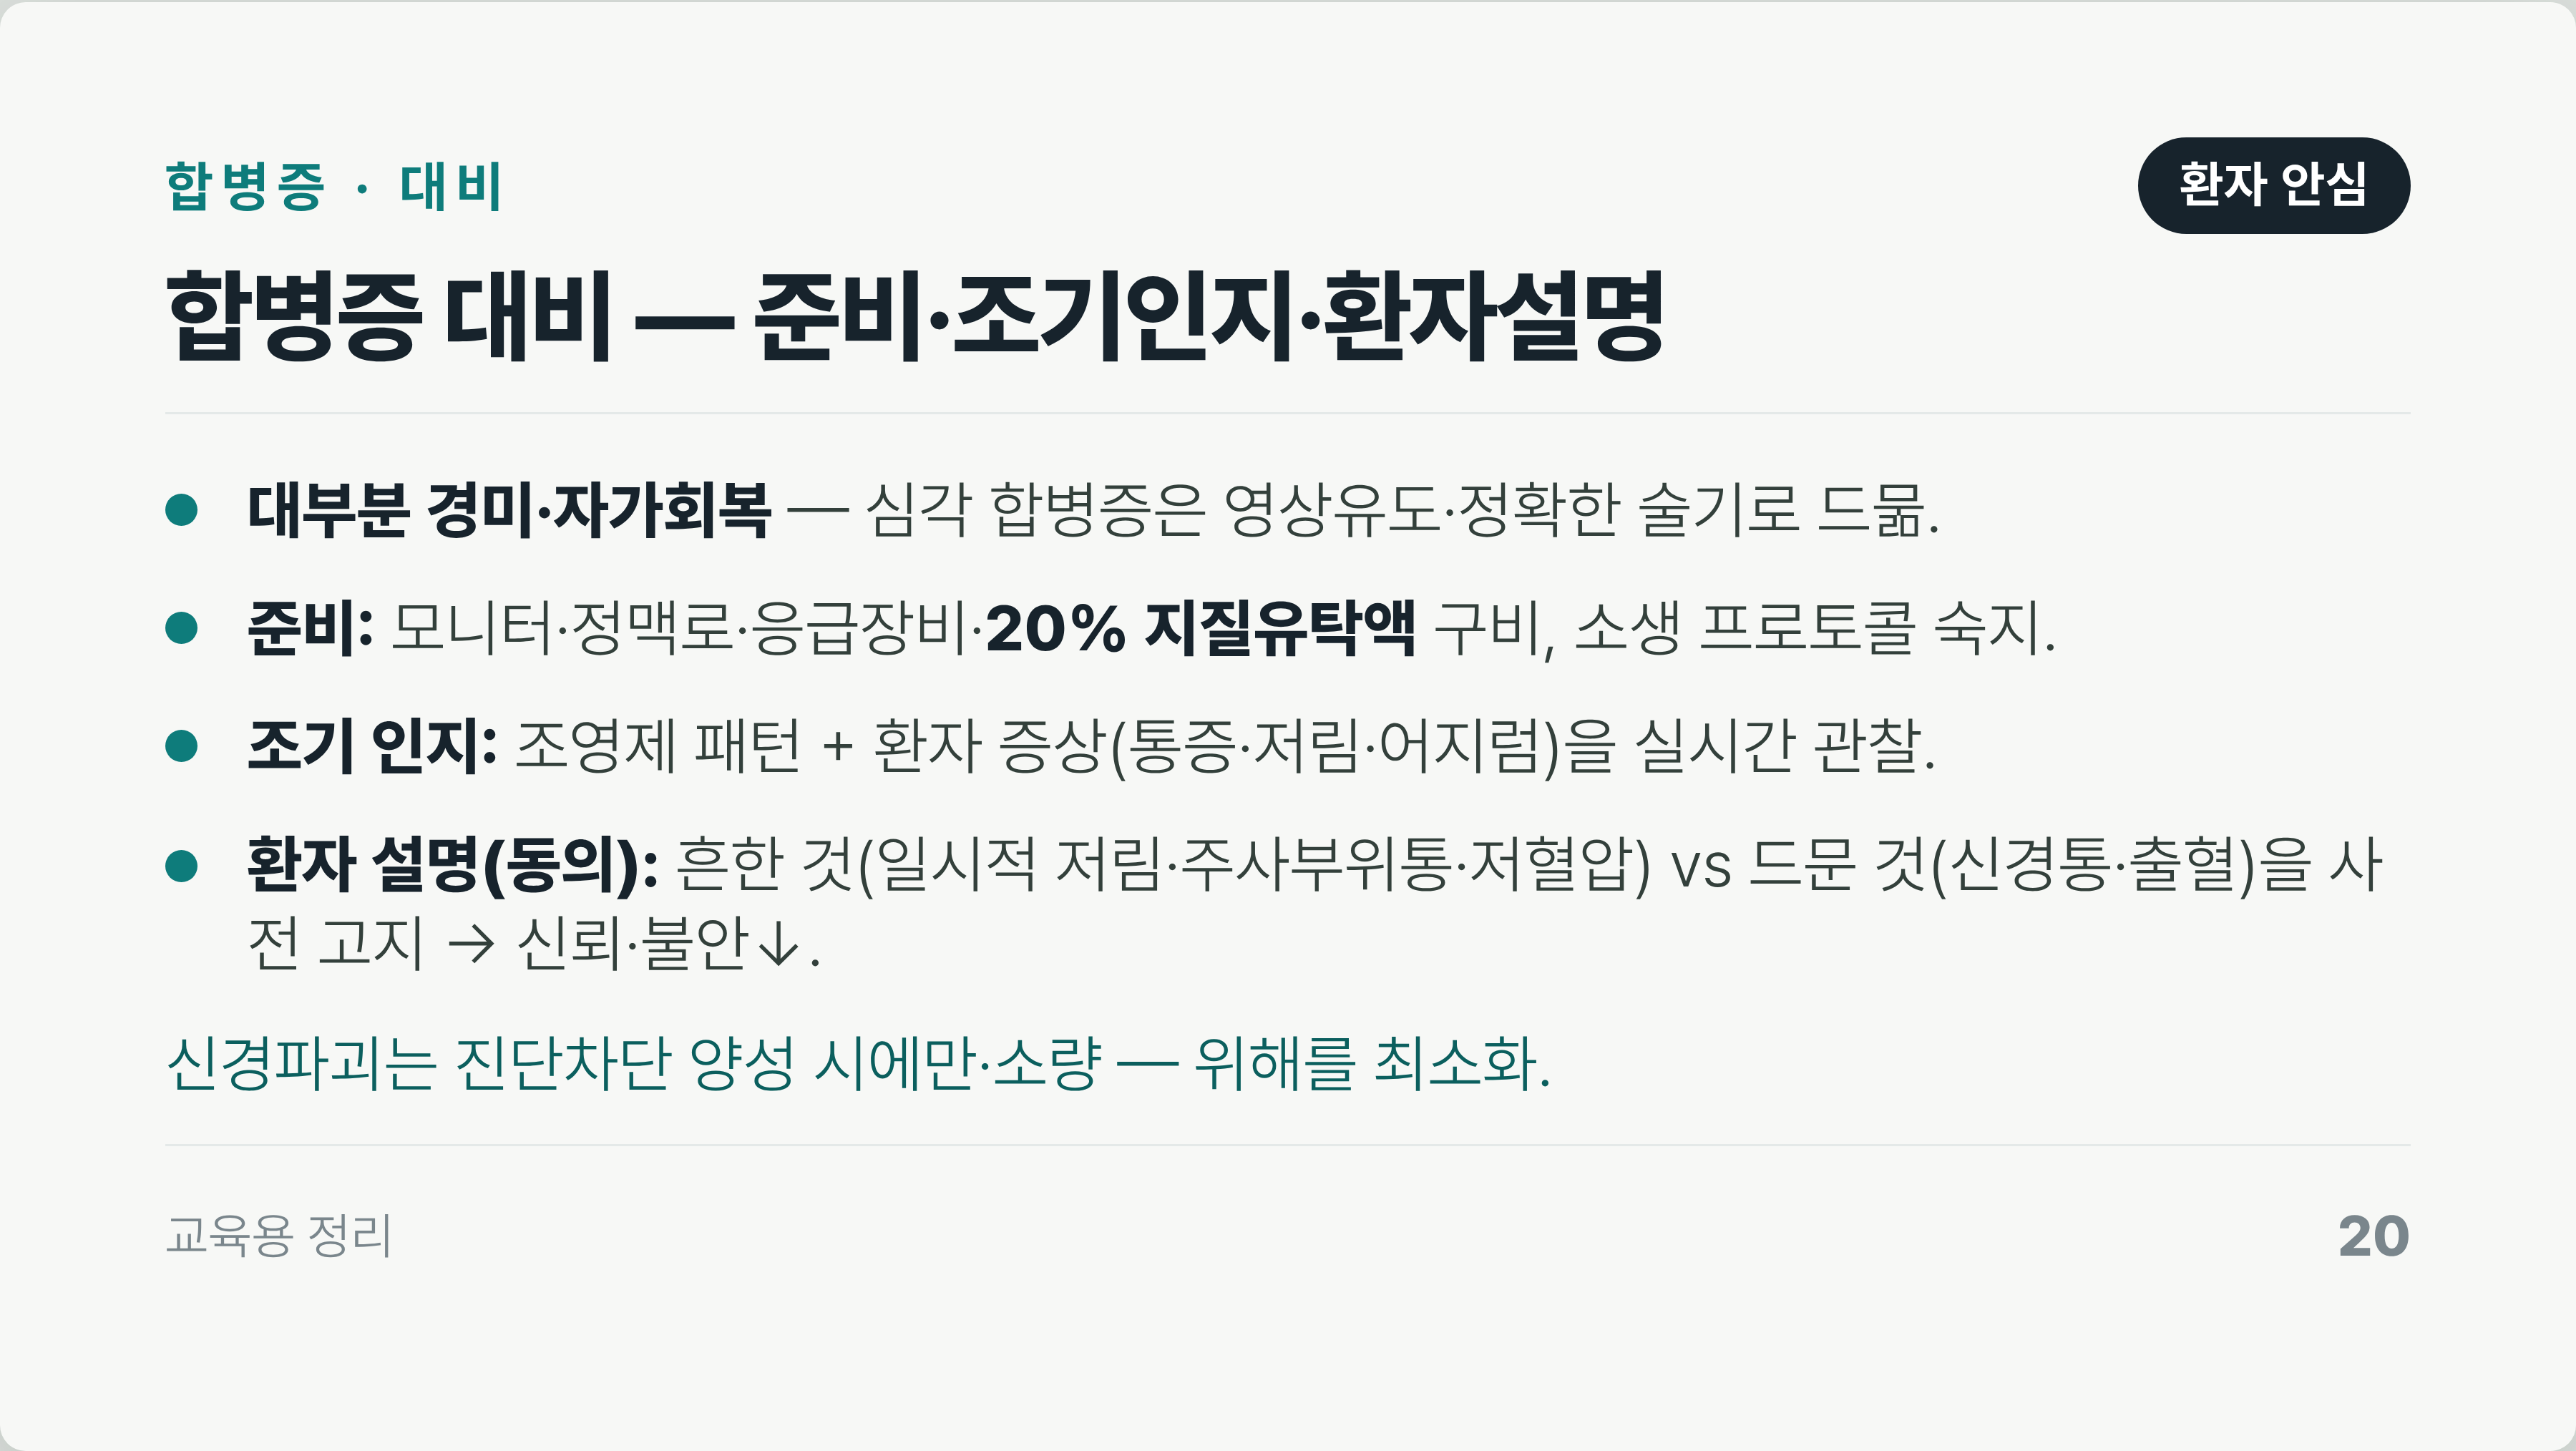 합병증 · 대비
환자 안심
합병증 대비 — 준비·조기인지·환자설명
대부분 경미·자가회복 — 심각 합병증은 영상유도·정확한 술기로 드묾.
준비: 모니터·정맥로·응급장비·20% 지질유탁액 구비, 소생 프로토콜 숙지.
조기 인지: 조영제 패턴 + 환자 증상(통증·저림·어지럼)을 실시간 관찰.
환자 설명(동의): 흔한 것(일시적 저림·주사부위통·저혈압) vs 드문 것(신경통·출혈)을 사
전 고지 → 신뢰·불안↓.
신경파괴는 진단차단 양성 시에만·소량 — 위해를 최소화.
교육용 정리
20